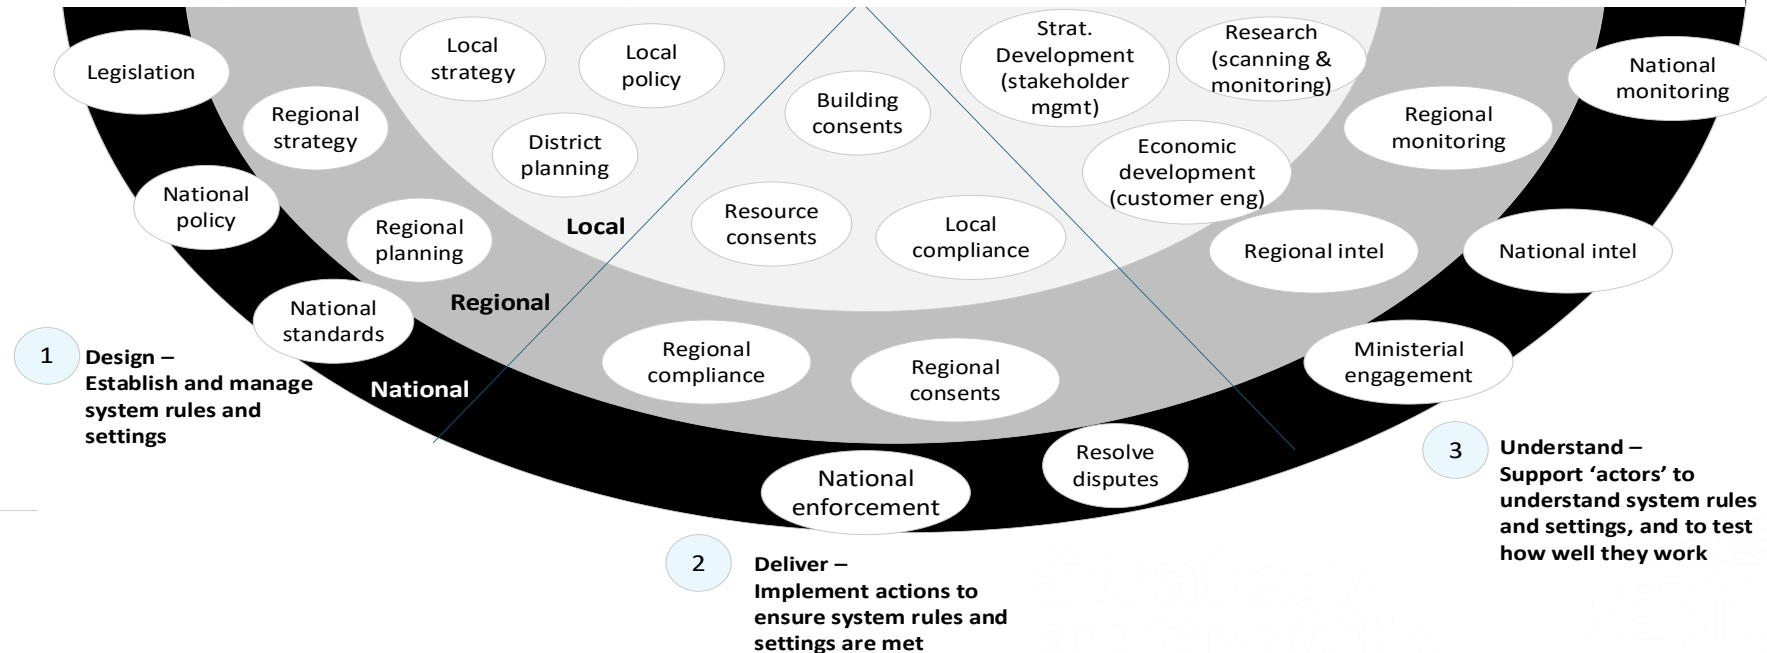 Legislation
National
policy
National
standards
Regional
strategy
Regional
planning
Local
strategy
Local
policy
District
planning
Local
Regional
National
1
Design –
Establish and manage
system rules and
settings
Building
consents
Resource
consents
Local
compliance
Regional
compliance
Regional
consents
National
enforcement
Resolve
disputes
2
Deliver –
Implement actions to
ensure system rules and
settings are met
Strat.
Development
(stakeholder
mgmt)
Research
(scanning &
monitoring)
Economic
development
(customer eng)
Regional
monitoring
Regional intel
National
monitoring
National intel
Ministerial
engagement
3
Understand –
Support ‘actors’ to
understand system rules
and settings, and to test
how well they work